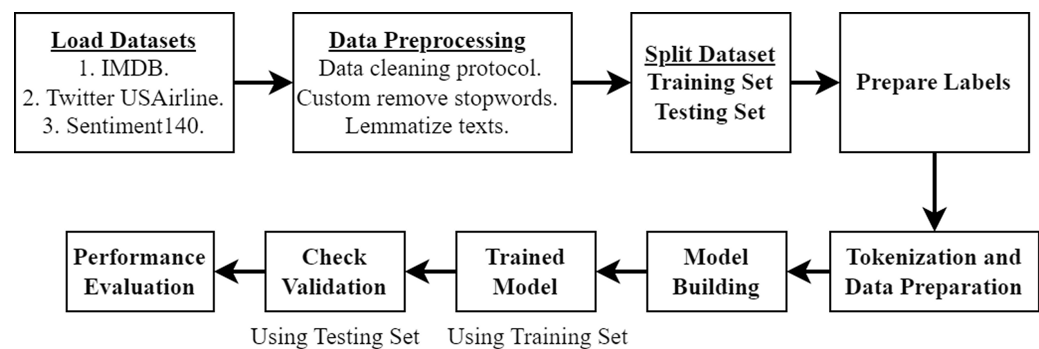 Load Datasets
1. IMDB.
2. Twitter USAirline.
3. Sentiment140.
Data Preprocessing
Data cleaning protocol.
Custom remove stopwords.
Lemmatize texts.
Split Dataset
Training Set
Testing Set
Prepare Labels
Tokenization and
Data Preparation
Model
Building
Trained
Model
Using Training Set
Check
Validation
Using Testing Set
Performance
Evaluation